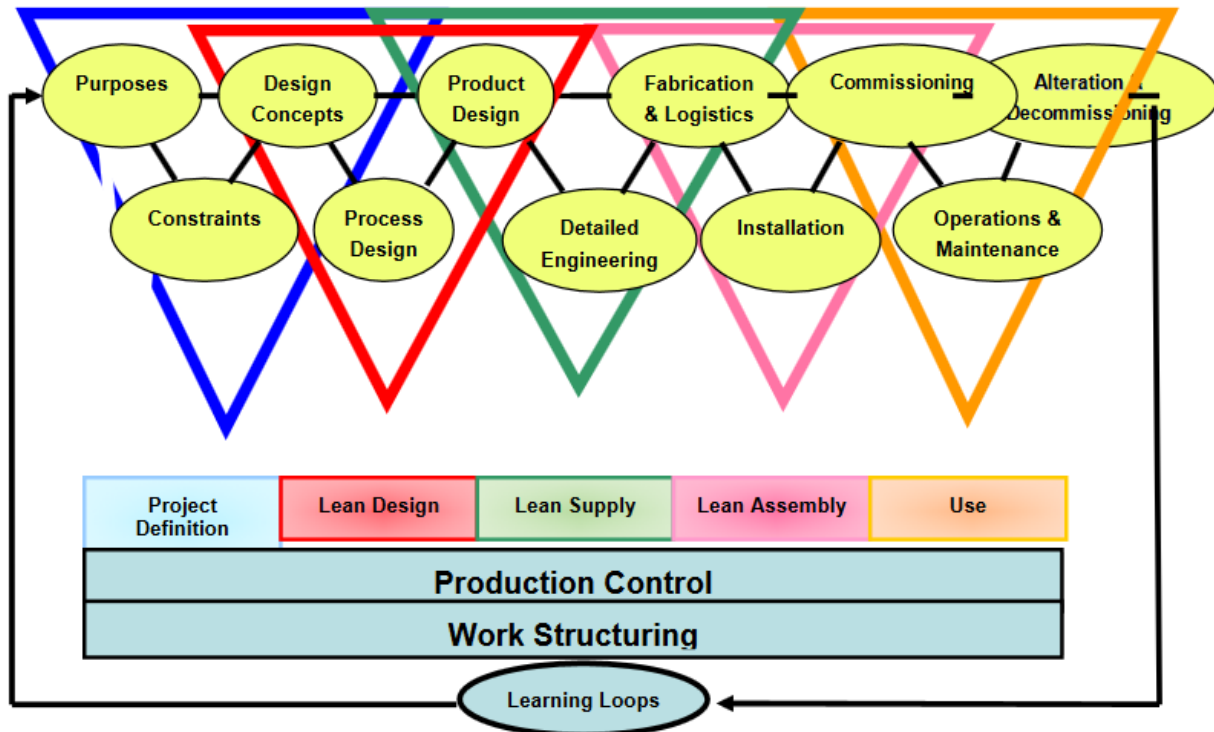 Purposes
Design
Concepts
Product
Design
Fabrication
& Logistics
Commissioning
Alteration &
Decommissioning
Constraints
Process
Design
Detailed
Engineering
Installation
Operations &
Maintenance
Project
Definition
Lean Design
Lean Supply
Lean Assembly
Use
Production Control
Work Structuring
Learning Loops